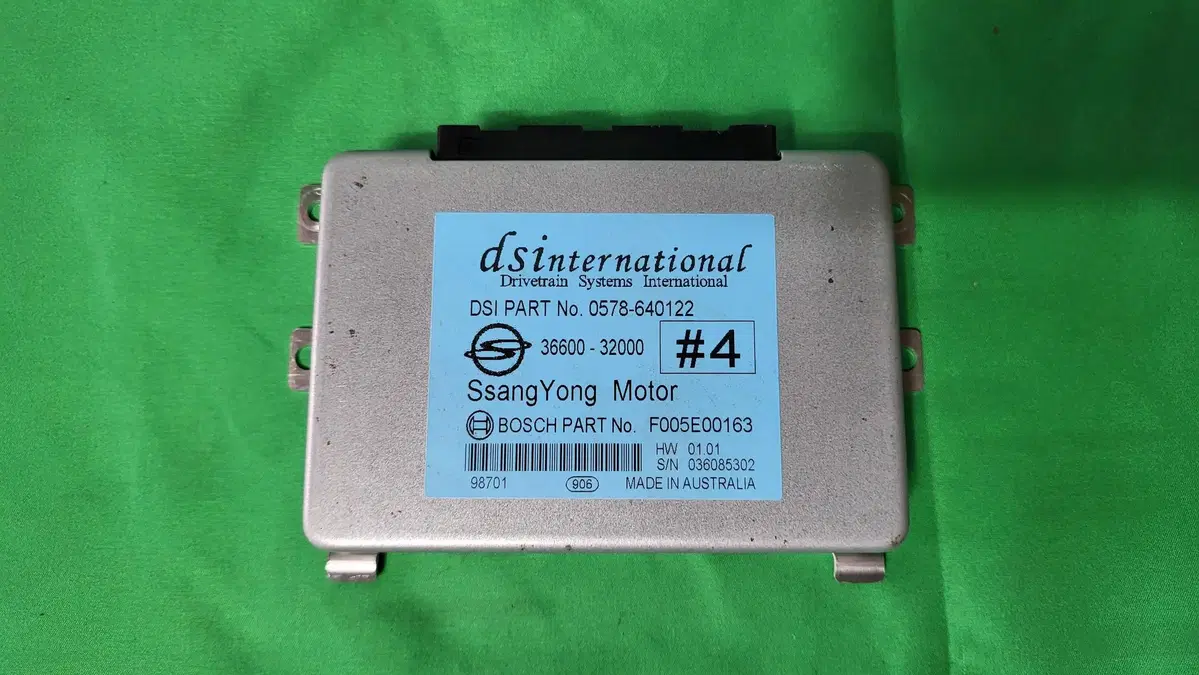 dsinternational
Drivetrain Systems International
DSI PART No. 0578-640122
36600 - 32000 #4
SsangYong Motor
BOSCH PART No. F005E00163
HW 01.01
S/N 036085302
98701 906 MADE IN AUSTRALIA